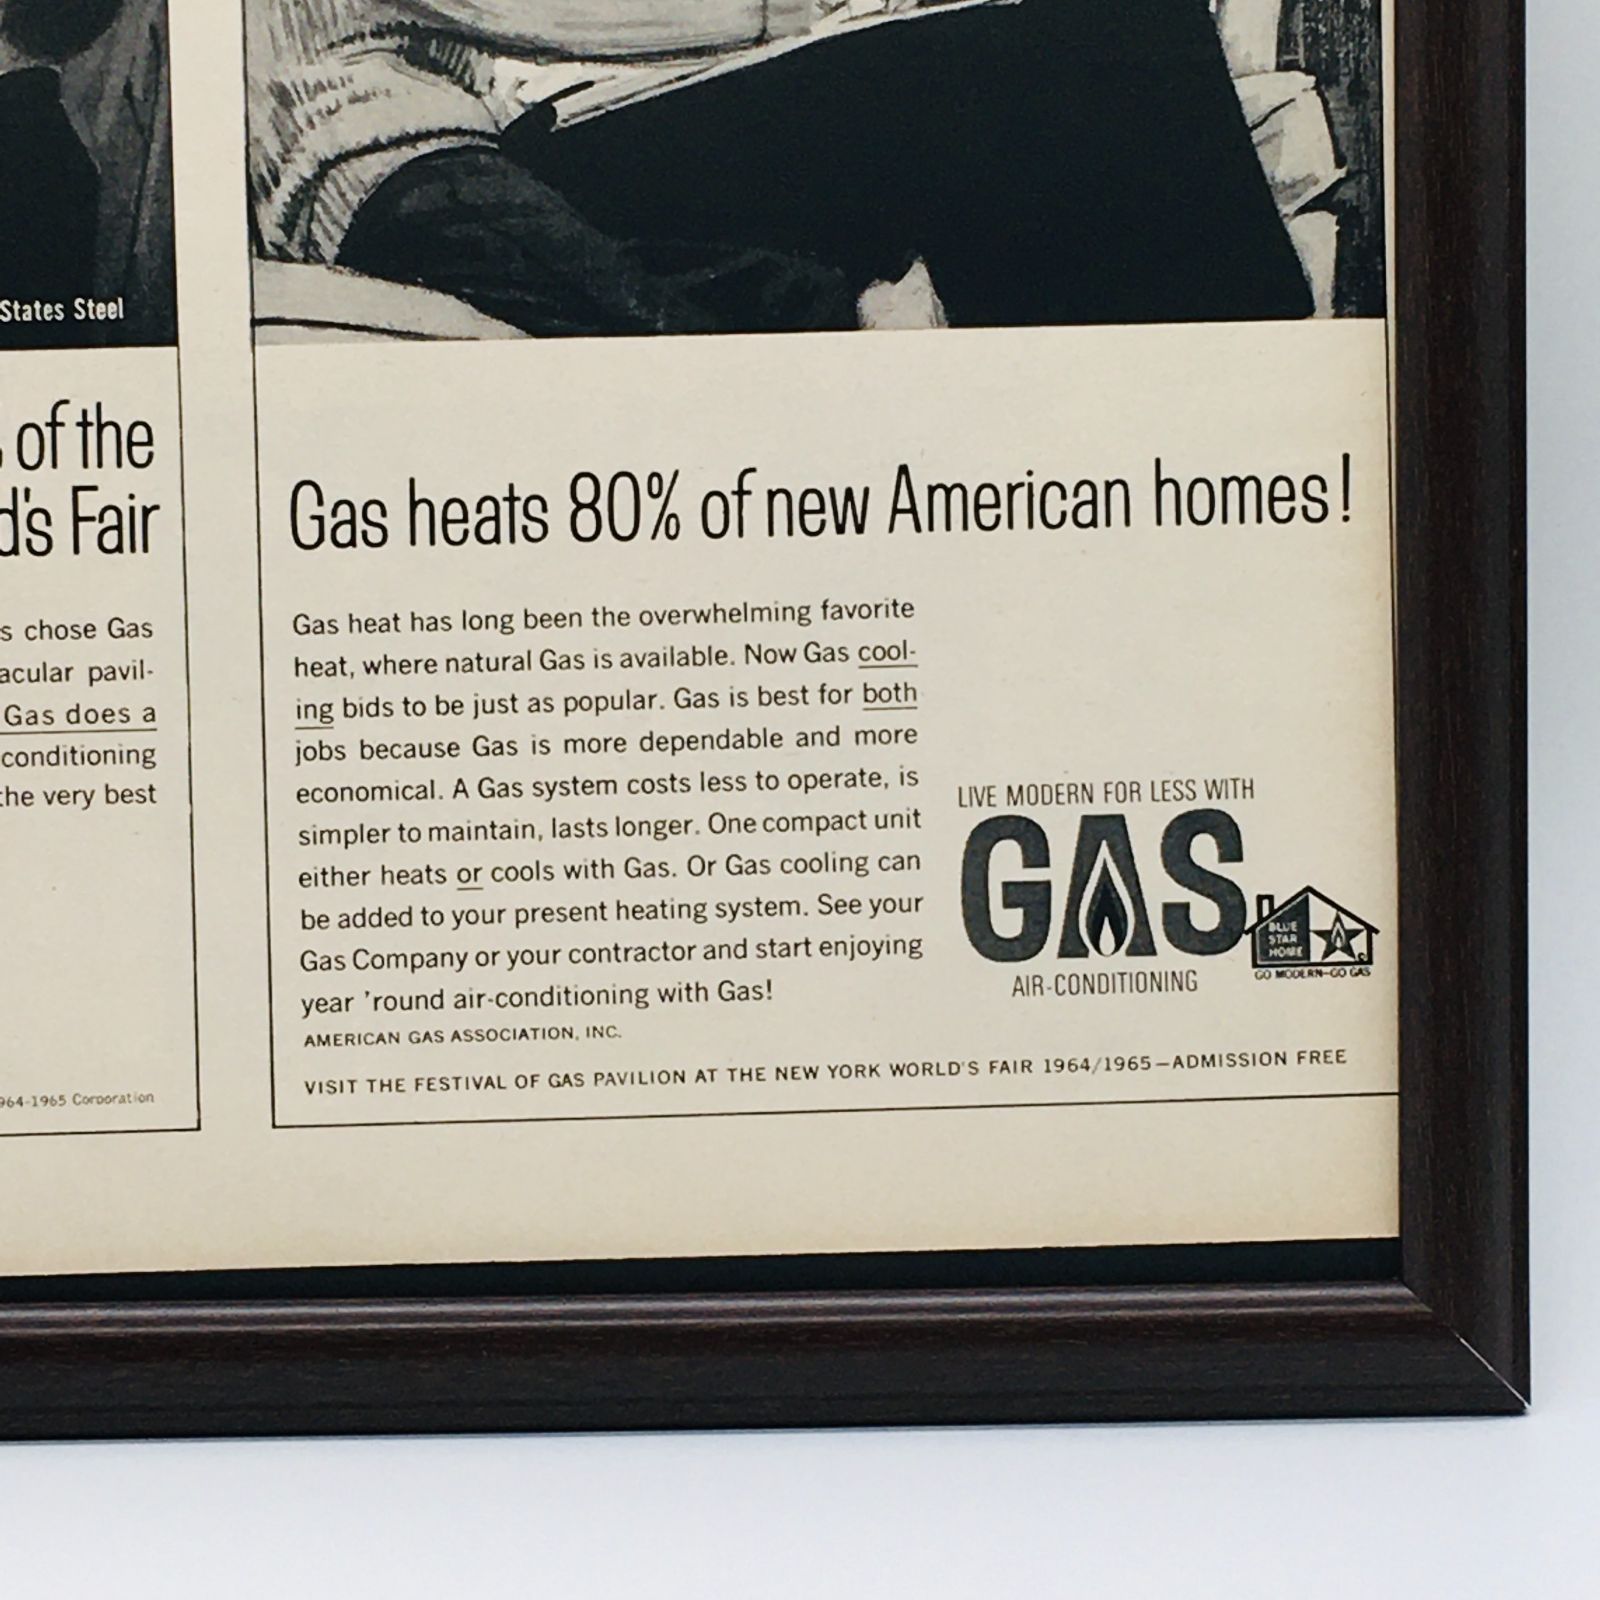 States Steel
of the
d's Fair
s chose Gas
acular pavil-
Gas does a
conditioning
the very best
964-1965 Corporation
Gas heats 80% of new American homes!
Gas heat has long been the overwhelming favorite
heat, where natural Gas is available. Now Gas cool-
ing bids to be just as popular. Gas is best for both
jobs because Gas is more dependable and more
economical. A Gas system costs less to operate, is
simpler to maintain, lasts longer. One compact unit
either heats or cools with Gas. Or Gas cooling can
be added to your present heating system. See your
Gas Company or your contractor and start enjoying
year 'round air-conditioning with Gas!
AMERICAN GAS ASSOCIATION, INC.
LIVE MODERN FOR LESS WITH
GAS
AIR-CONDITIONING
BLUE
STAR
HOME
GO MODERN-GO GAS
VISIT THE FESTIVAL OF GAS PAVILION AT THE NEW YORK WORLD'S FAIR 1964/1965—ADMISSION FREE